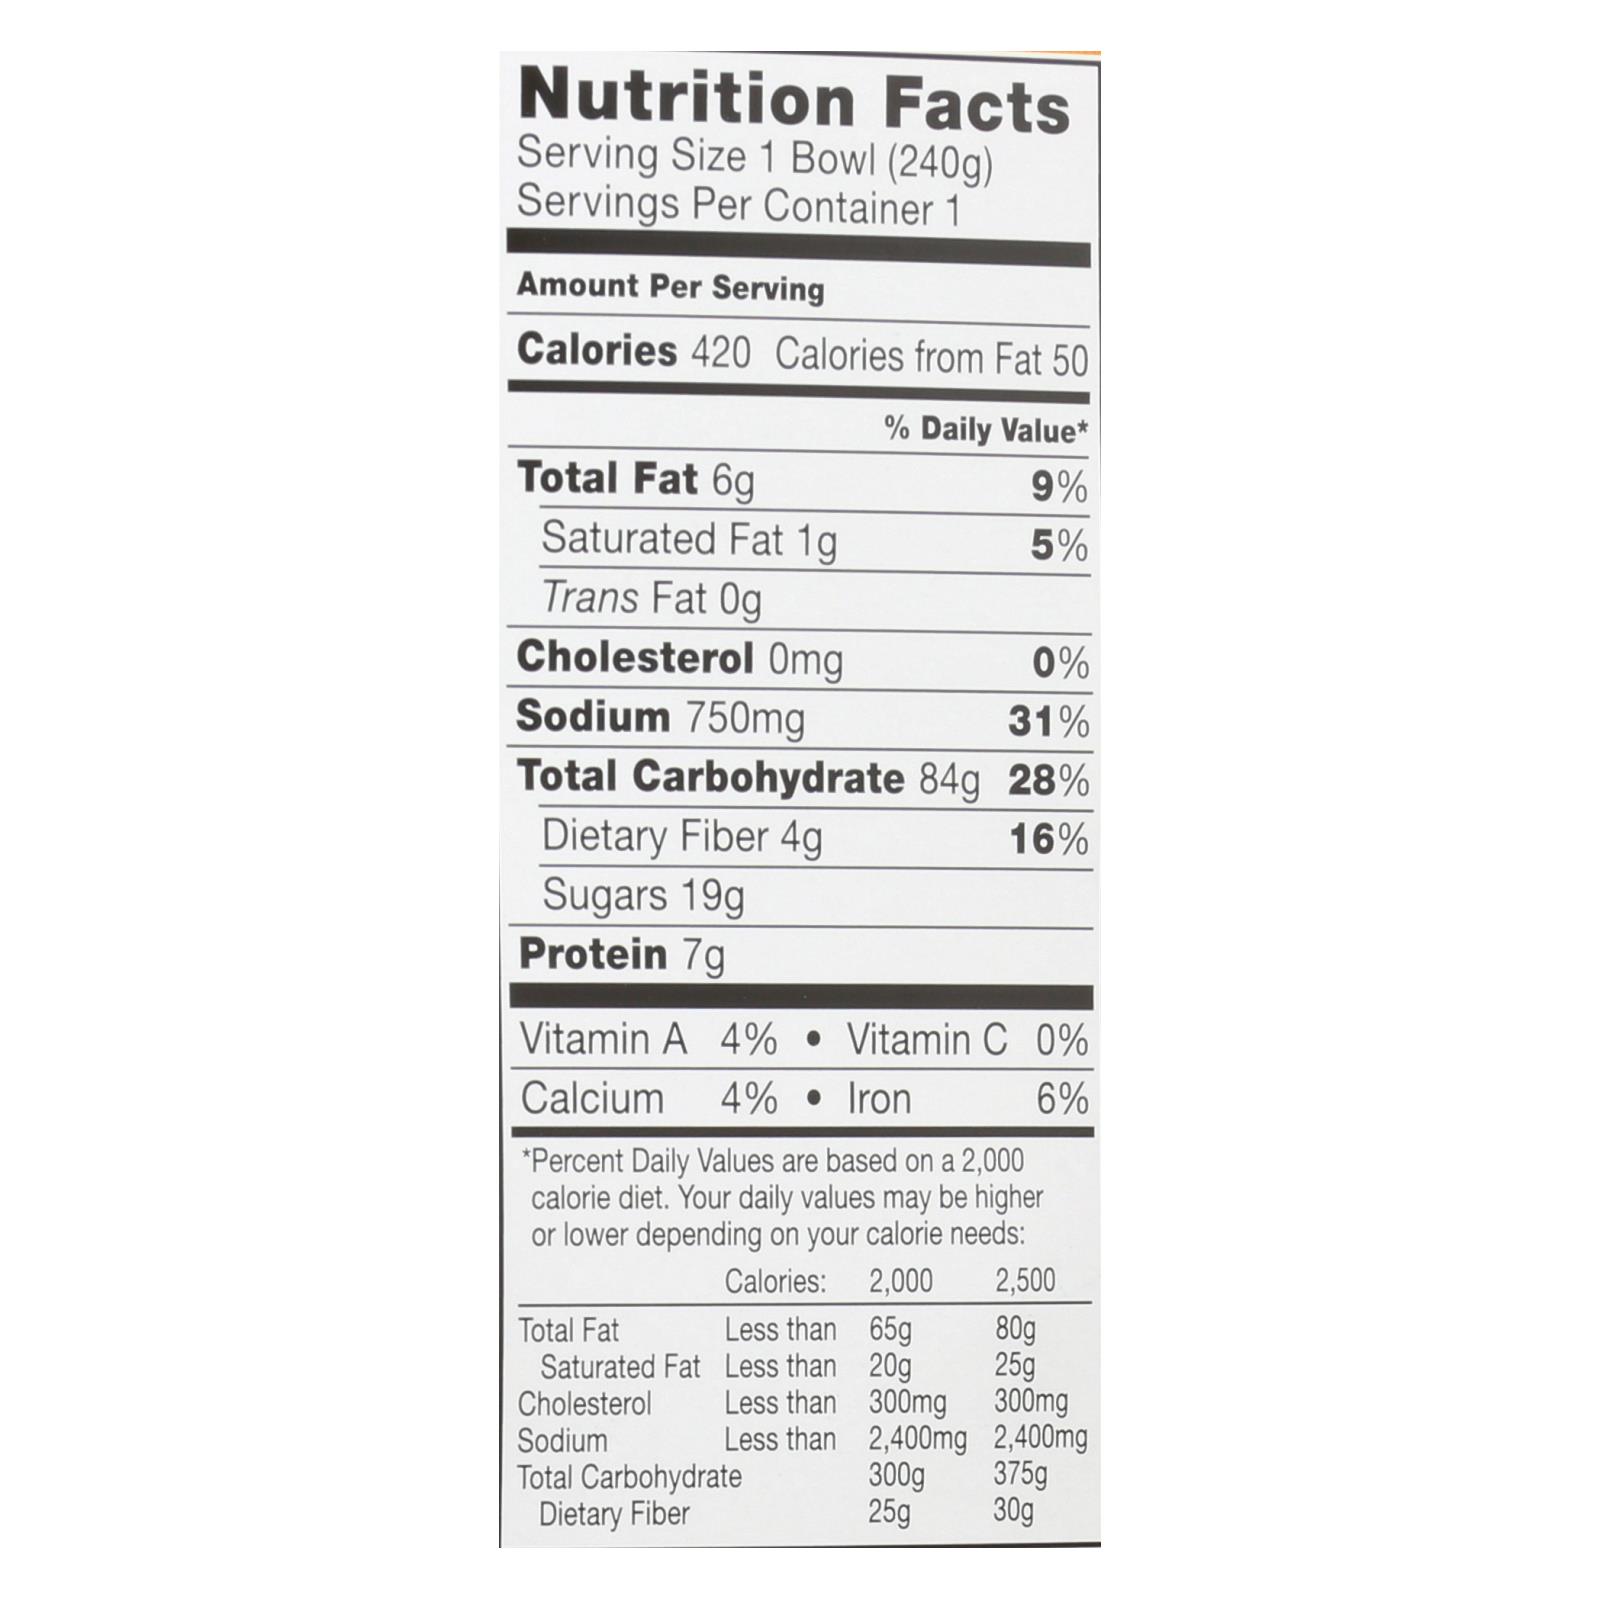 Nutrition Facts
Serving Size 1 Bowl (240g)
Servings Per Container 1
Amount Per Serving
Calories 420 Calories from Fat 50
% Daily Value*
Total Fat 6g 9%
Saturated Fat 1g 5%
Trans Fat 0g
Cholesterol 0mg 0%
Sodium 750mg 31%
Total Carbohydrate 84g 28%
Dietary Fiber 4g 16%
Sugars 19g
Protein 7g
Vitamin A 4% • Vitamin C 0%
Calcium 4% • Iron 6%
*Percent Daily Values are based on a 2,000
calorie diet. Your daily values may be higher
or lower depending on your calorie needs:
Calories: 2,000 2,500
Total Fat Less than 65g 80g
Saturated Fat Less than 20g 25g
Cholesterol Less than 300mg 300mg
Sodium Less than 2,400mg 2,400mg
Total Carbohydrate 300g 375g
Dietary Fiber 25g 30g